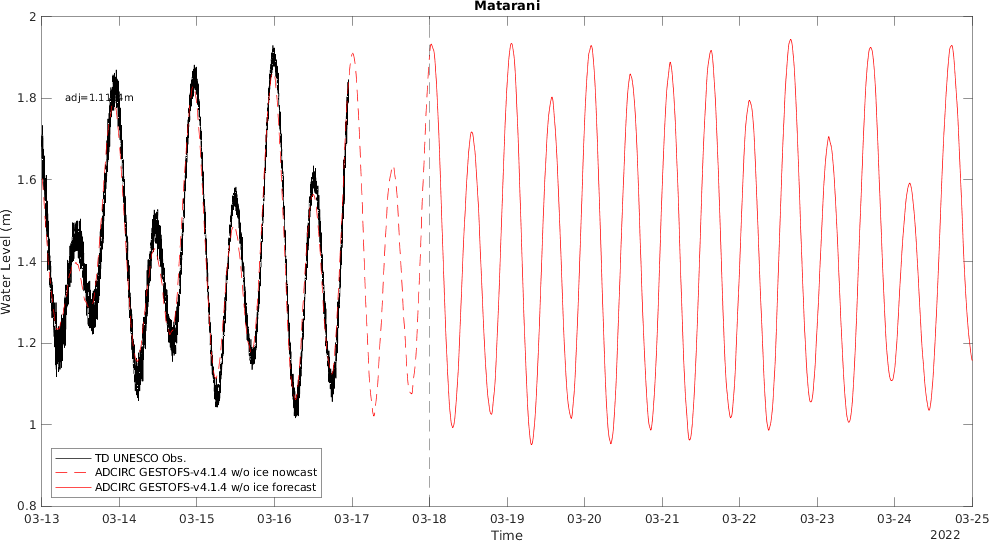 Matarani
2
1.8
1.6
1.4
1.2
1
0.8
Water Level (m)
TD UNESCO Obs.
ADCIRC GESTOFS-v4.1.4 w/o ice nowcast
ADCIRC GESTOFS-v4.1.4 w/o ice forecast
03-13 03-14 03-15 03-16 03-17 03-18 03-19 03-20 03-21 03-22 03-23 03-24 03-25
Time
2022